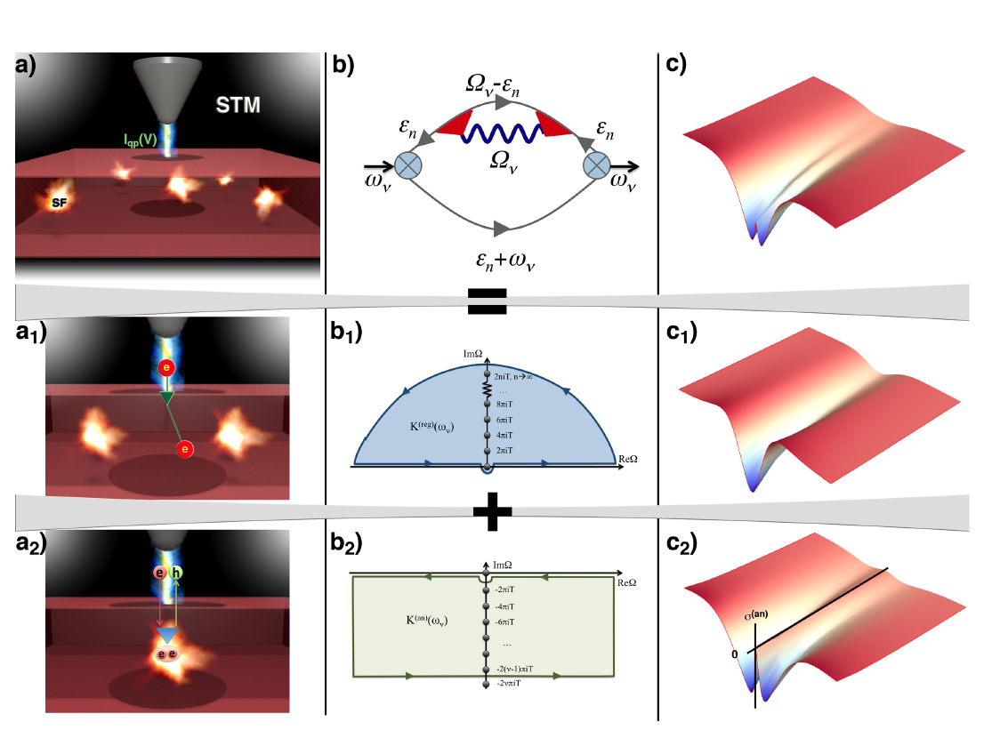 a)
STM
I_qp(V)
SF
b)
Ω_ν-ε_n
ε_n
ε_n
Ω_ν
ω_ν
ω_ν
ε_n+ω_ν
c)
=
a₁)
e
e
b₁)
ImΩ
2niT, n→∞
...
8πiT
6πiT
4πiT
2πiT
K^(reg)(ω_ν)
ReΩ
c₁)
+
a₂)
e h
e e
b₂)
ImΩ
ReΩ
-2πiT
-4πiT
-6πiT
...
-2(ν-1)πiT
-2νπiT
K^(an)(ω_ν)
c₂)
σ^(an)
0